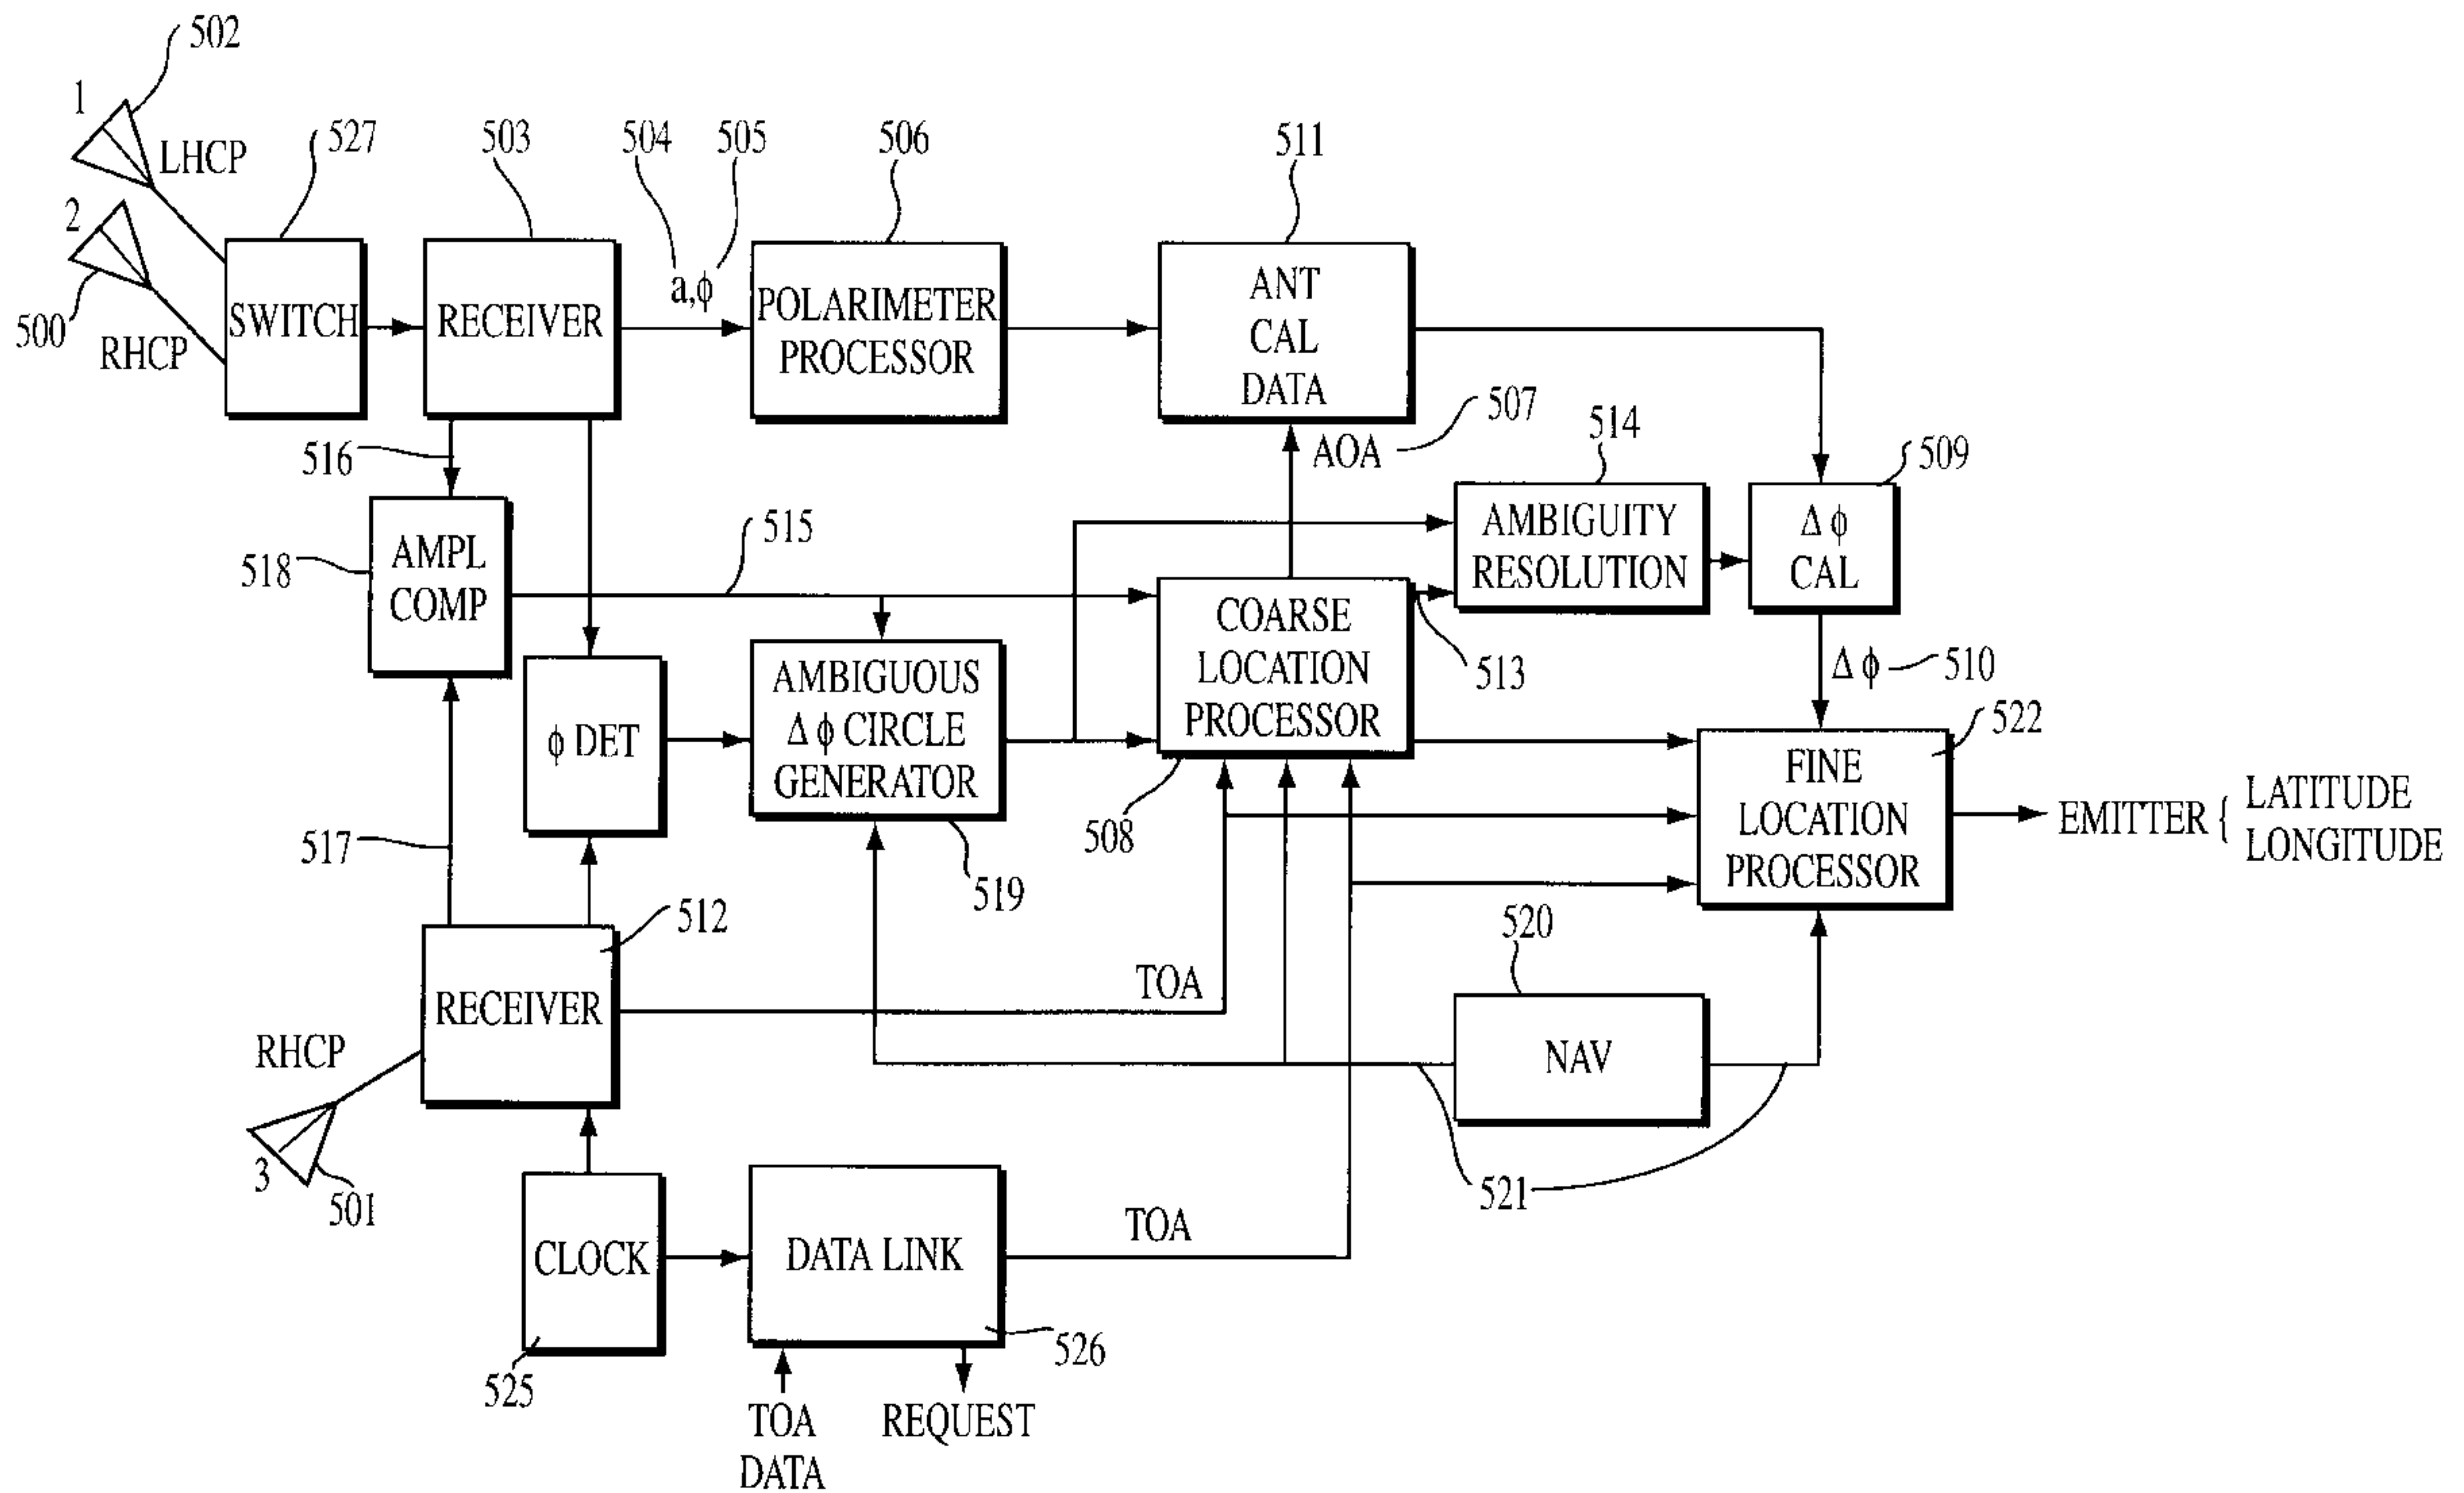 502
1
LHCP
527
503
504
505
506
511
2
500
RHCP
SWITCH
RECEIVER
a,ϕ
POLARIMETER
PROCESSOR
ANT
CAL
DATA
AOA
507
514
509
516
518
AMPL
COMP
515
AMBIGUITY
RESOLUTION
Δ ϕ
CAL
COARSE
LOCATION
PROCESSOR
513
Δ ϕ
510
ϕ DET
AMBIGUOUS
Δ ϕ CIRCLE
GENERATOR
522
FINE
LOCATION
PROCESSOR
EMITTER {
LATITUDE
LONGITUDE
517
508
519
512
520
RECEIVER
TOA
NAV
RHCP
3
501
521
CLOCK
DATA LINK
TOA
525
526
TOA
DATA
REQUEST